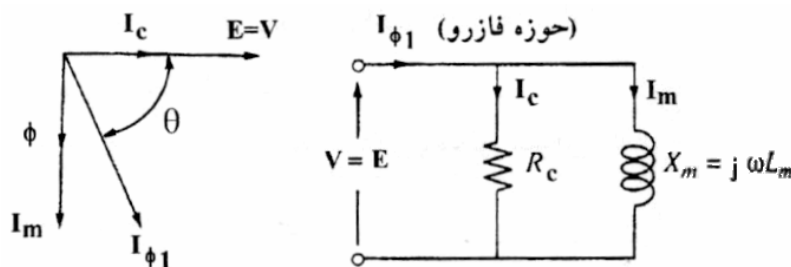 I_c E=V
θ
ϕ
I_m
I_ϕ1
I_ϕ1 (حوزه فازرو)
I_c I_m
V = E R_c X_m = j ωL_m